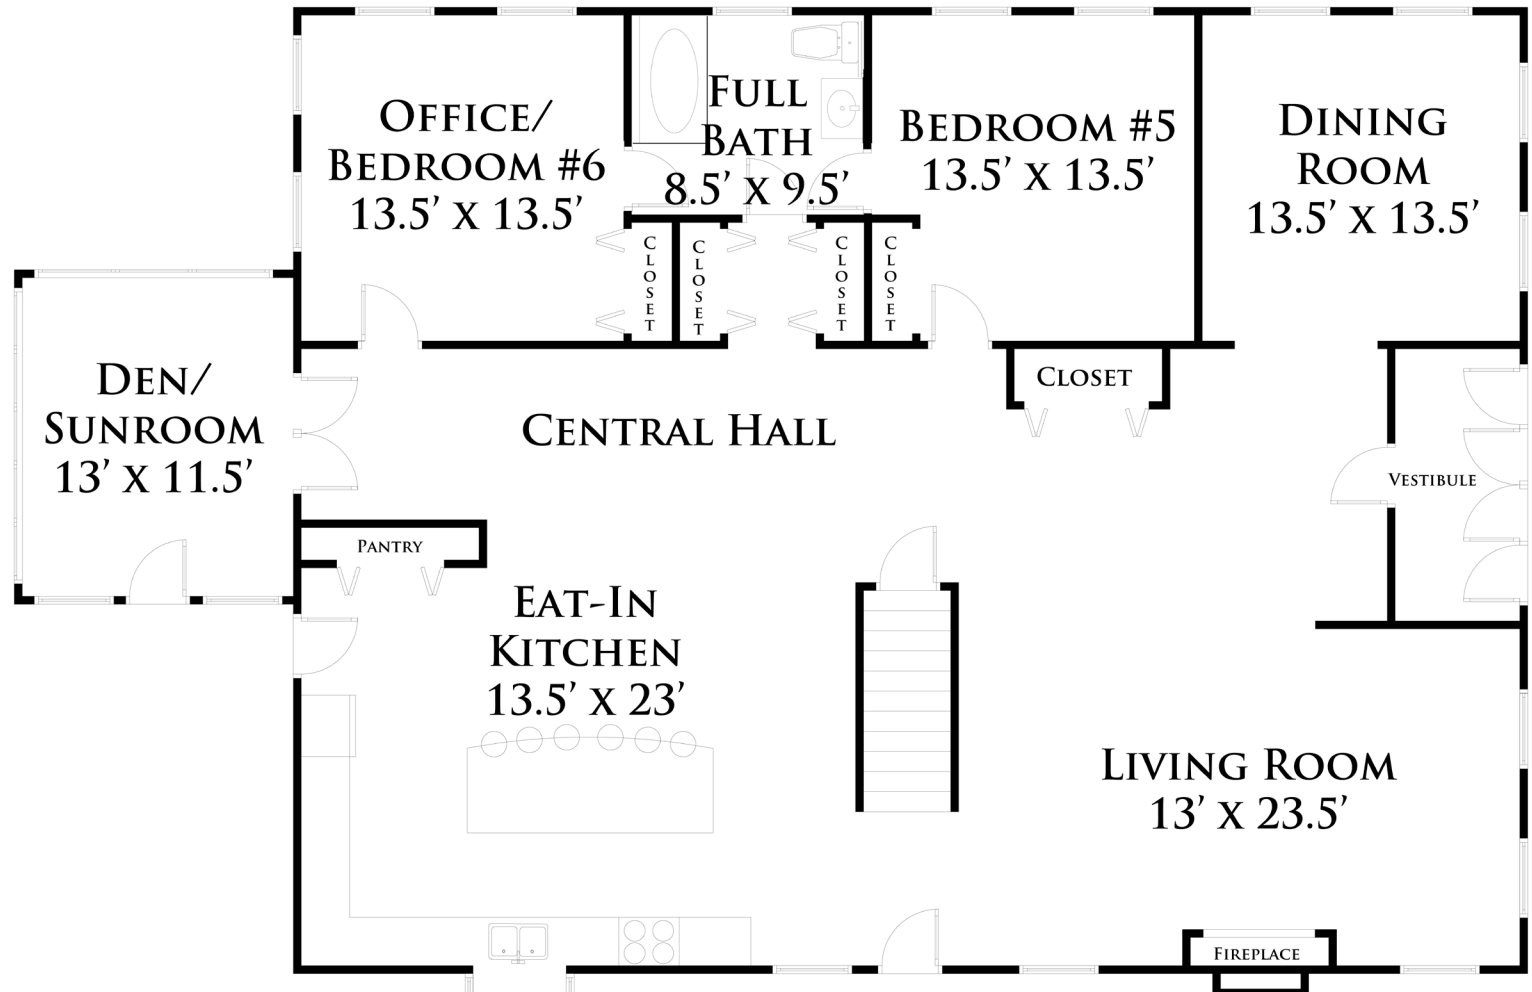 Office/
Bedroom #6
13.5' x 13.5'
Full
Bath
8.5' x 9.5'
Bedroom #5
13.5' x 13.5'
Dining
Room
13.5' x 13.5'
Closet
Closet
Closet
Closet
Den/
Sunroom
13' x 11.5'
Central Hall
Closet
Vestibule
Pantry
Eat-In
Kitchen
13.5' x 23'
Living Room
13' x 23.5'
Fireplace